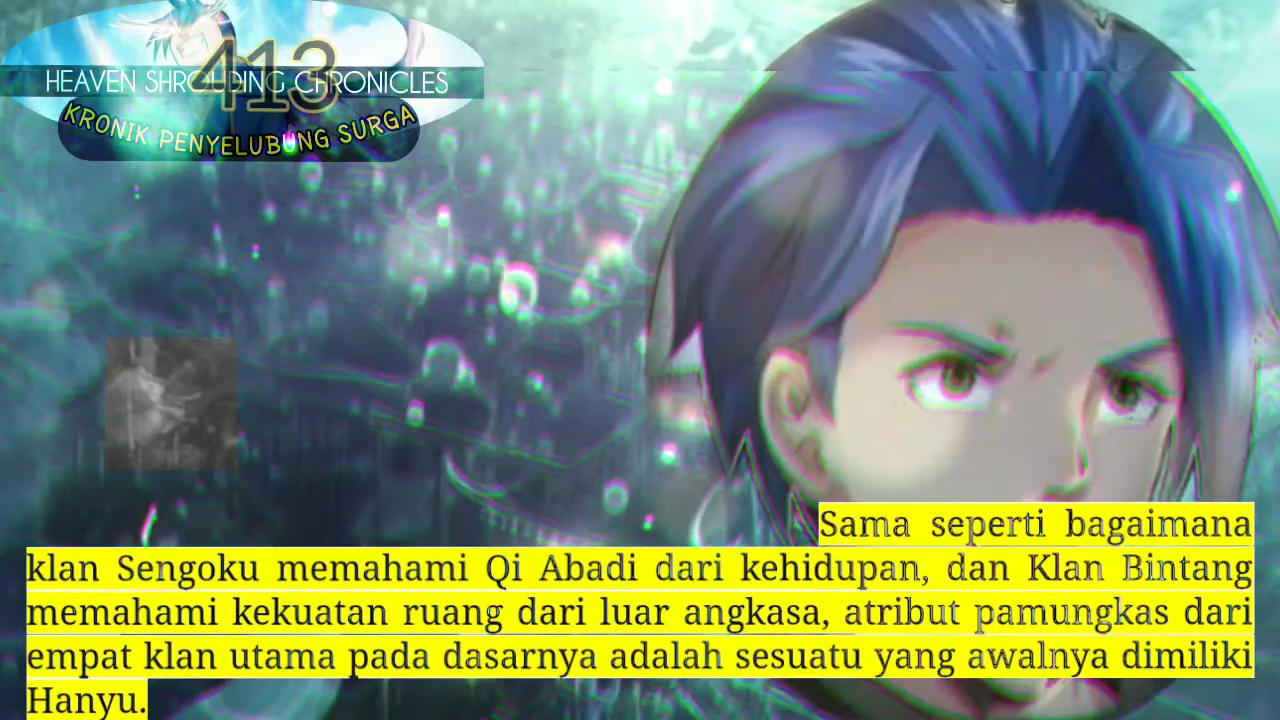 413
HEAVEN SHROUDING CHRONICLES
KRONIK PENYELUBUNG SURGA
Sama seperti bagaimana
klan Sengoku memahami Qi Abadi dari kehidupan, dan Klan Bintang
memahami kekuatan ruang dari luar angkasa, atribut pamungkas dari
empat klan utama pada dasarnya adalah sesuatu yang awalnya dimiliki
Hanyu.